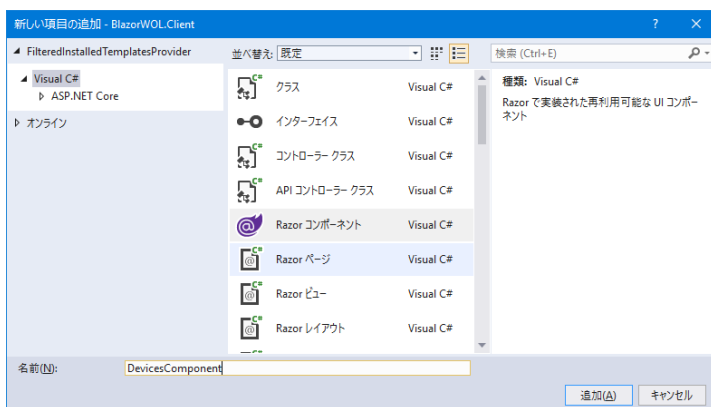 新しい項目の追加 - BlazorWOL.Client
FilteredInstalledTemplatesProvider
並べ替え: 既定
検索 (Ctrl+E)
Visual C#
ASP.NET Core
オンライン
クラス Visual C#
インターフェイス Visual C#
コントローラー クラス Visual C#
API コントローラー クラス Visual C#
Razor コンポーネント Visual C#
Razor ページ Visual C#
Razor ビュー Visual C#
Razor レイアウト Visual C#
種類: Visual C#
Razor で実装された再利用可能な UI コンポー
ネント
名前(N): DevicesComponent
追加(A) キャンセル